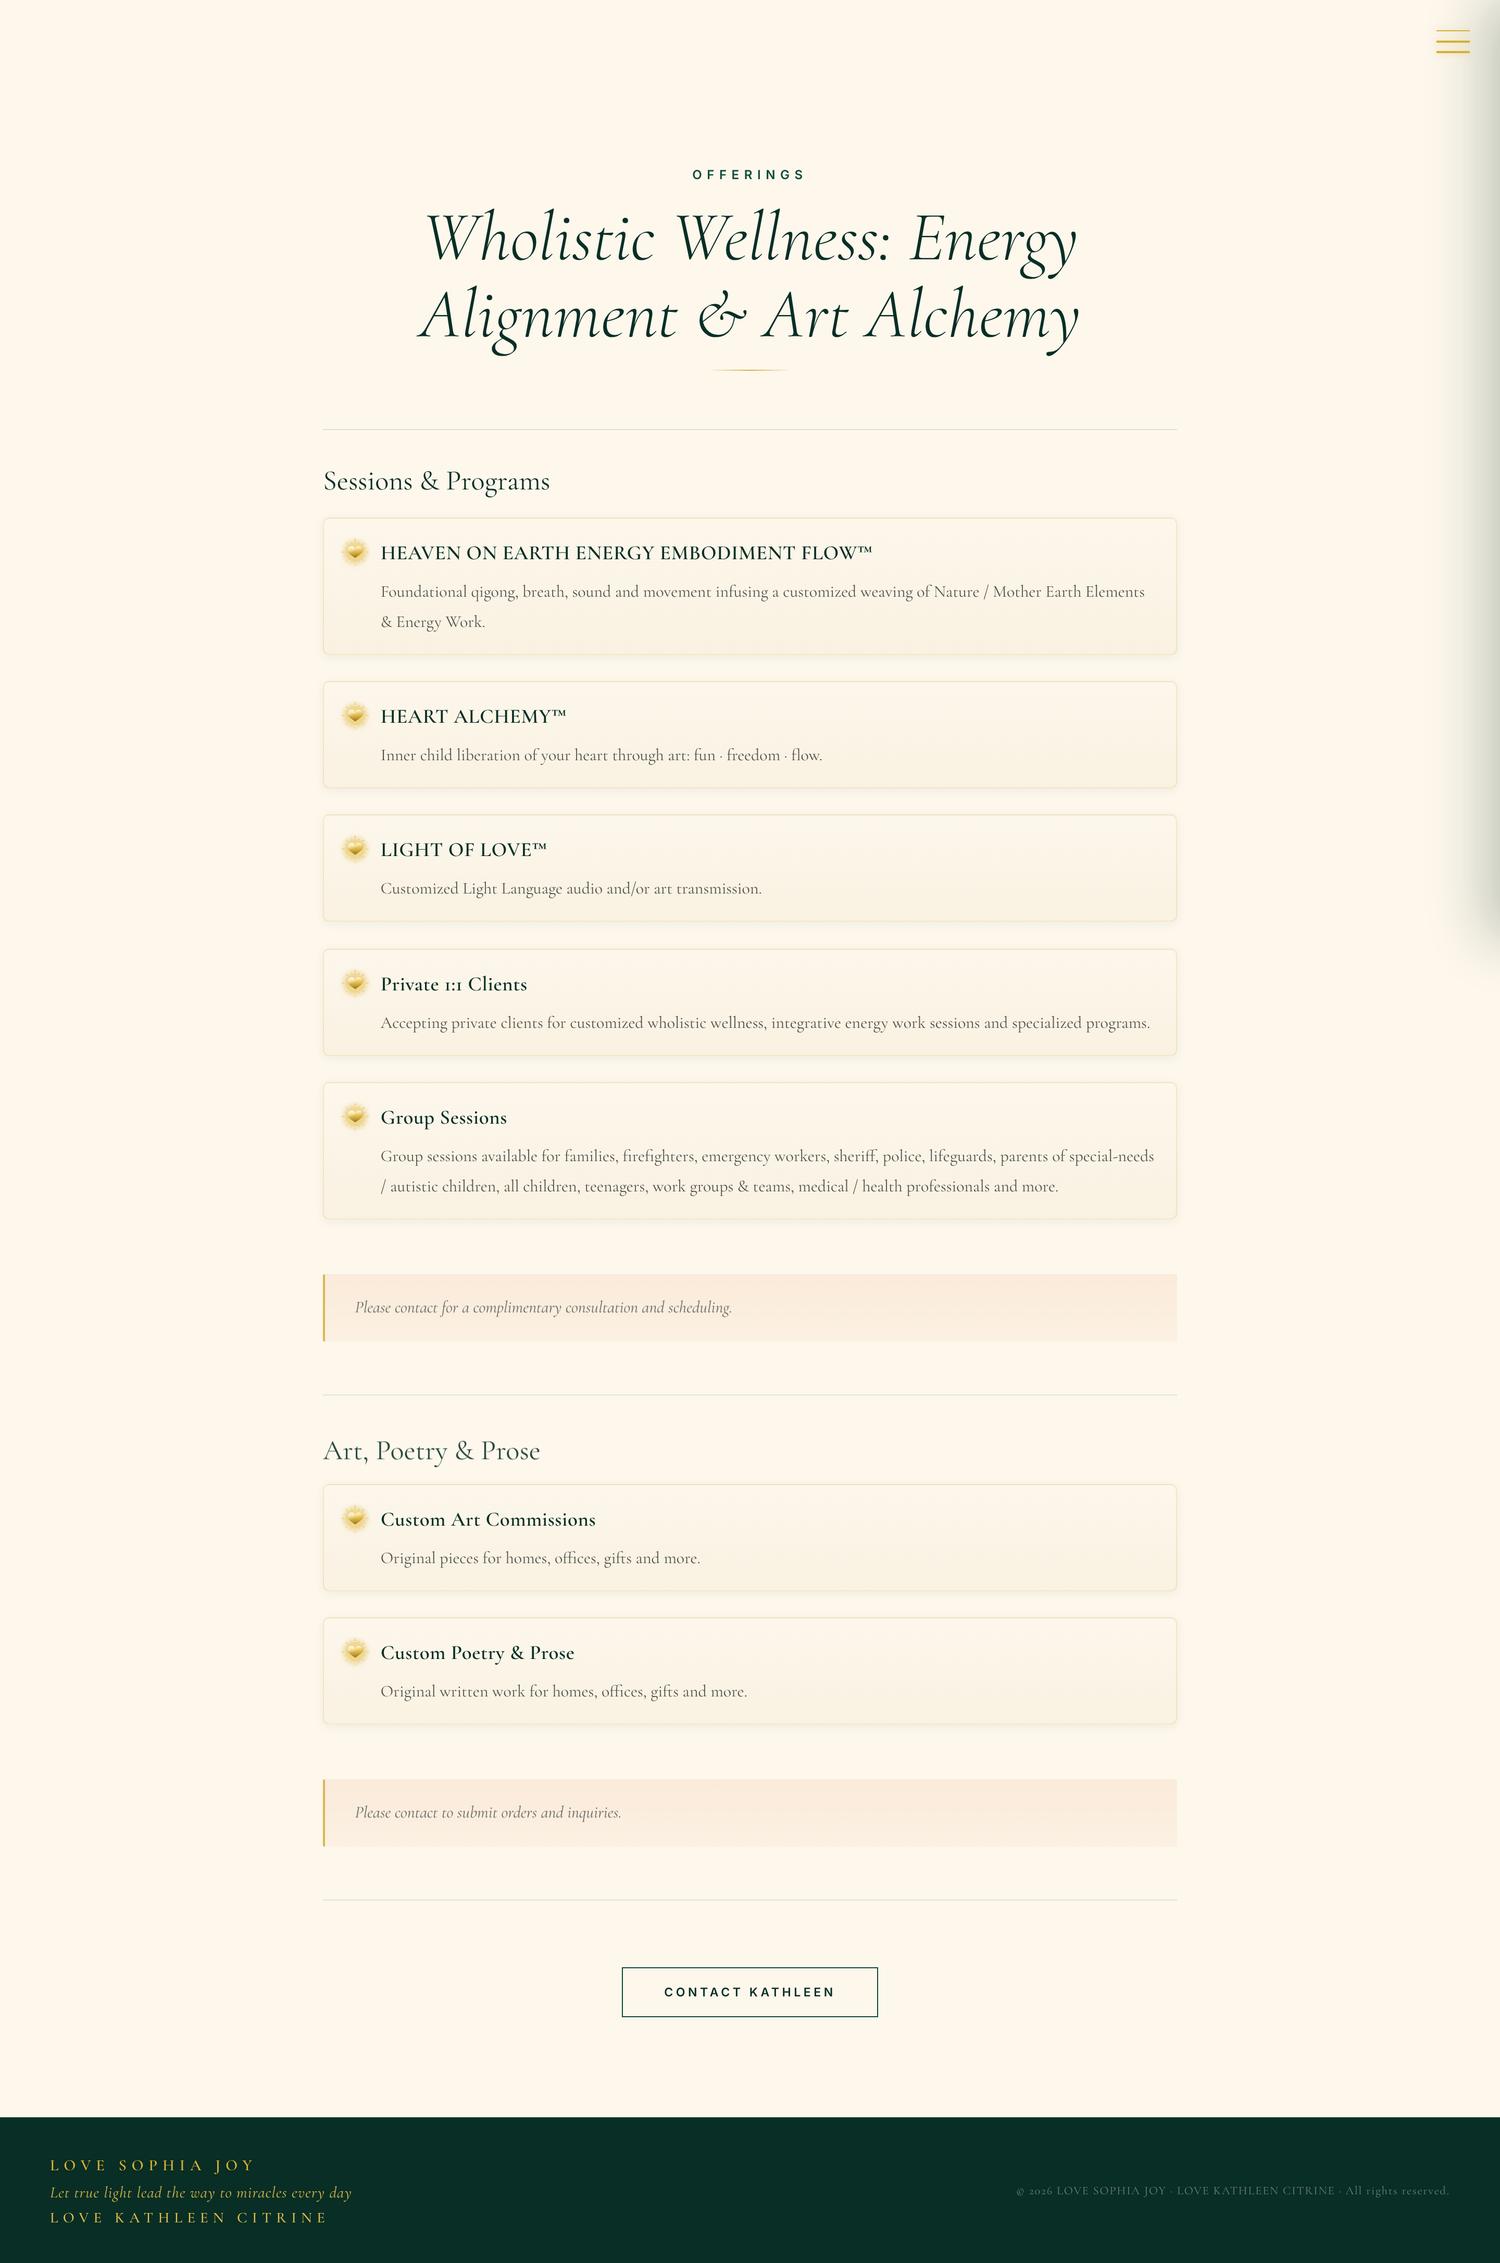 OFFERINGS
Wholistic Wellness: Energy
Alignment & Art Alchemy
Sessions & Programs
HEAVEN ON EARTH ENERGY EMBODIMENT FLOW™
Foundational qigong, breath, sound and movement infusing a customized weaving of Nature / Mother Earth Elements
& Energy Work.
HEART ALCHEMY™
Inner child liberation of your heart through art: fun · freedom · flow.
LIGHT OF LOVE™
Customized Light Language audio and/or art transmission.
Private 1:1 Clients
Accepting private clients for customized wholistic wellness, integrative energy work sessions and specialized programs.
Group Sessions
Group sessions available for families, firefighters, emergency workers, sheriff, police, lifeguards, parents of special-needs
/ autistic children, all children, teenagers, work groups & teams, medical / health professionals and more.
Please contact for a complimentary consultation and scheduling.
Art, Poetry & Prose
Custom Art Commissions
Original pieces for homes, offices, gifts and more.
Custom Poetry & Prose
Original written work for homes, offices, gifts and more.
Please contact to submit orders and inquiries.
CONTACT KATHLEEN
LOVE SOPHIA JOY
Let true light lead the way to miracles every day
LOVE KATHLEEN CITRINE
© 2026 LOVE SOPHIA JOY · LOVE KATHLEEN CITRINE · All rights reserved.